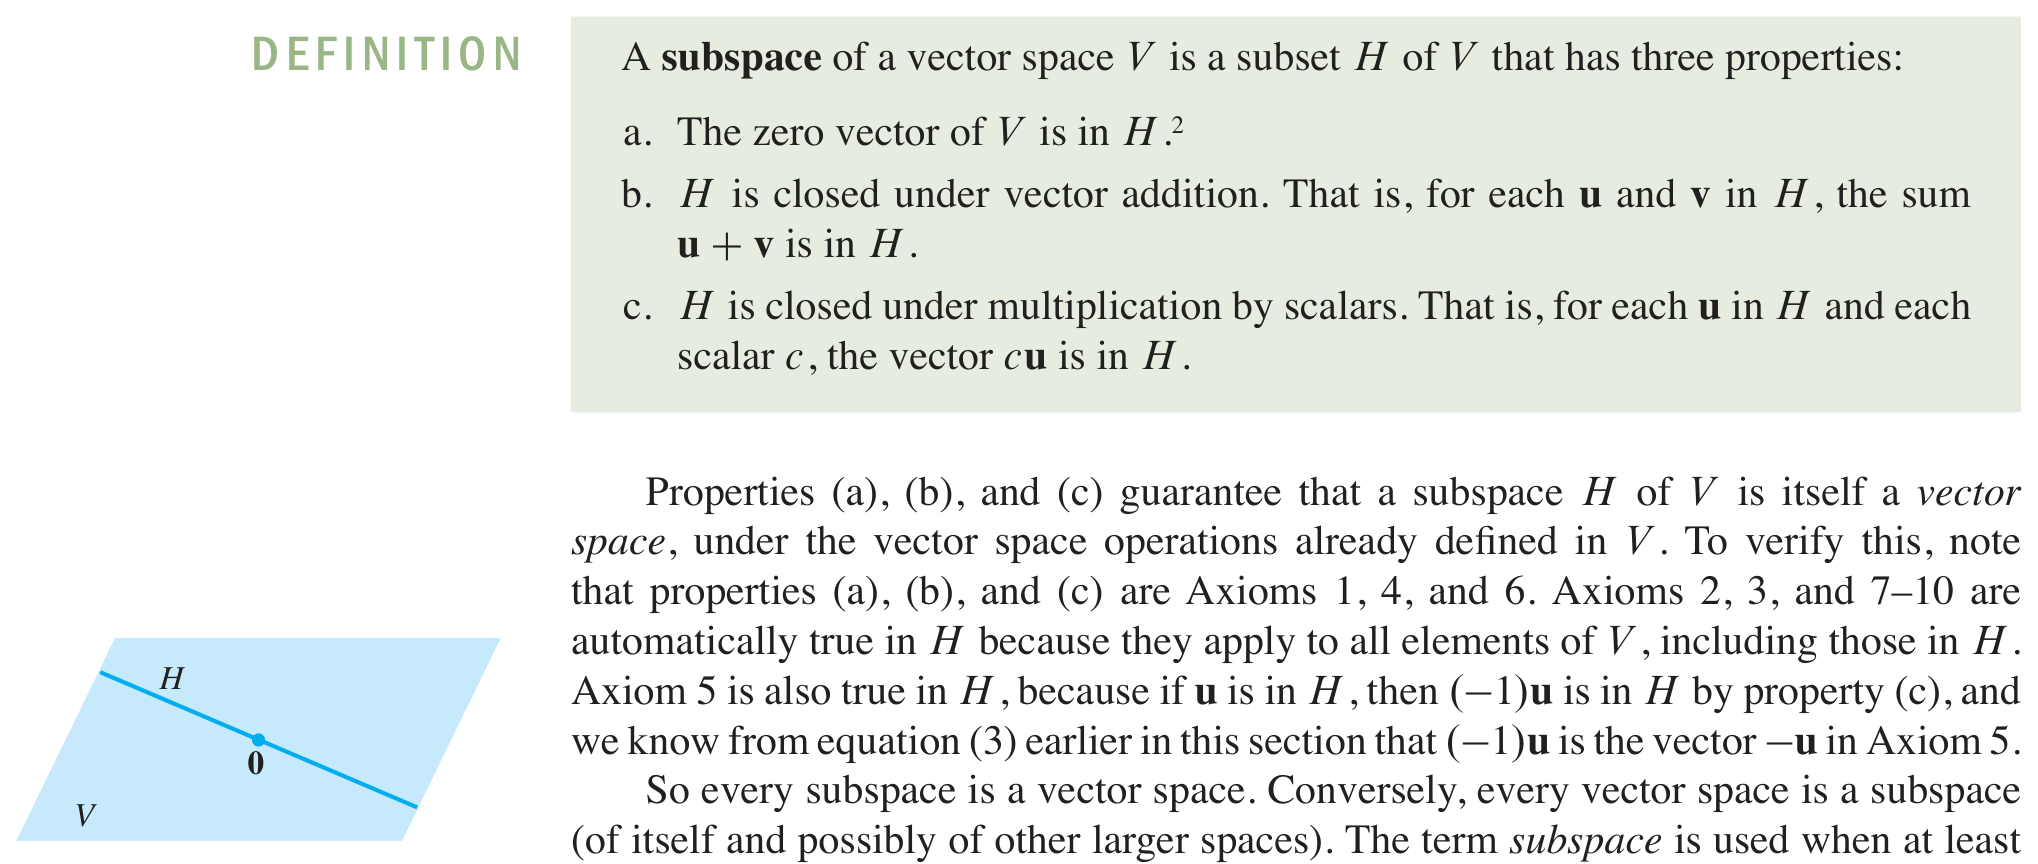 DEFINITION
A subspace of a vector space V is a subset H of V that has three properties:
a. The zero vector of V is in H.²
b. H is closed under vector addition. That is, for each u and v in H, the sum
u + v is in H.
c. H is closed under multiplication by scalars. That is, for each u in H and each
scalar c, the vector cu is in H.
Properties (a), (b), and (c) guarantee that a subspace H of V is itself a vector
space, under the vector space operations already defined in V. To verify this, note
that properties (a), (b), and (c) are Axioms 1, 4, and 6. Axioms 2, 3, and 7–10 are
automatically true in H because they apply to all elements of V, including those in H.
Axiom 5 is also true in H, because if u is in H, then (−1)u is in H by property (c), and
we know from equation (3) earlier in this section that (−1)u is the vector −u in Axiom 5.
So every subspace is a vector space. Conversely, every vector space is a subspace
(of itself and possibly of other larger spaces). The term subspace is used when at least
H
0
V